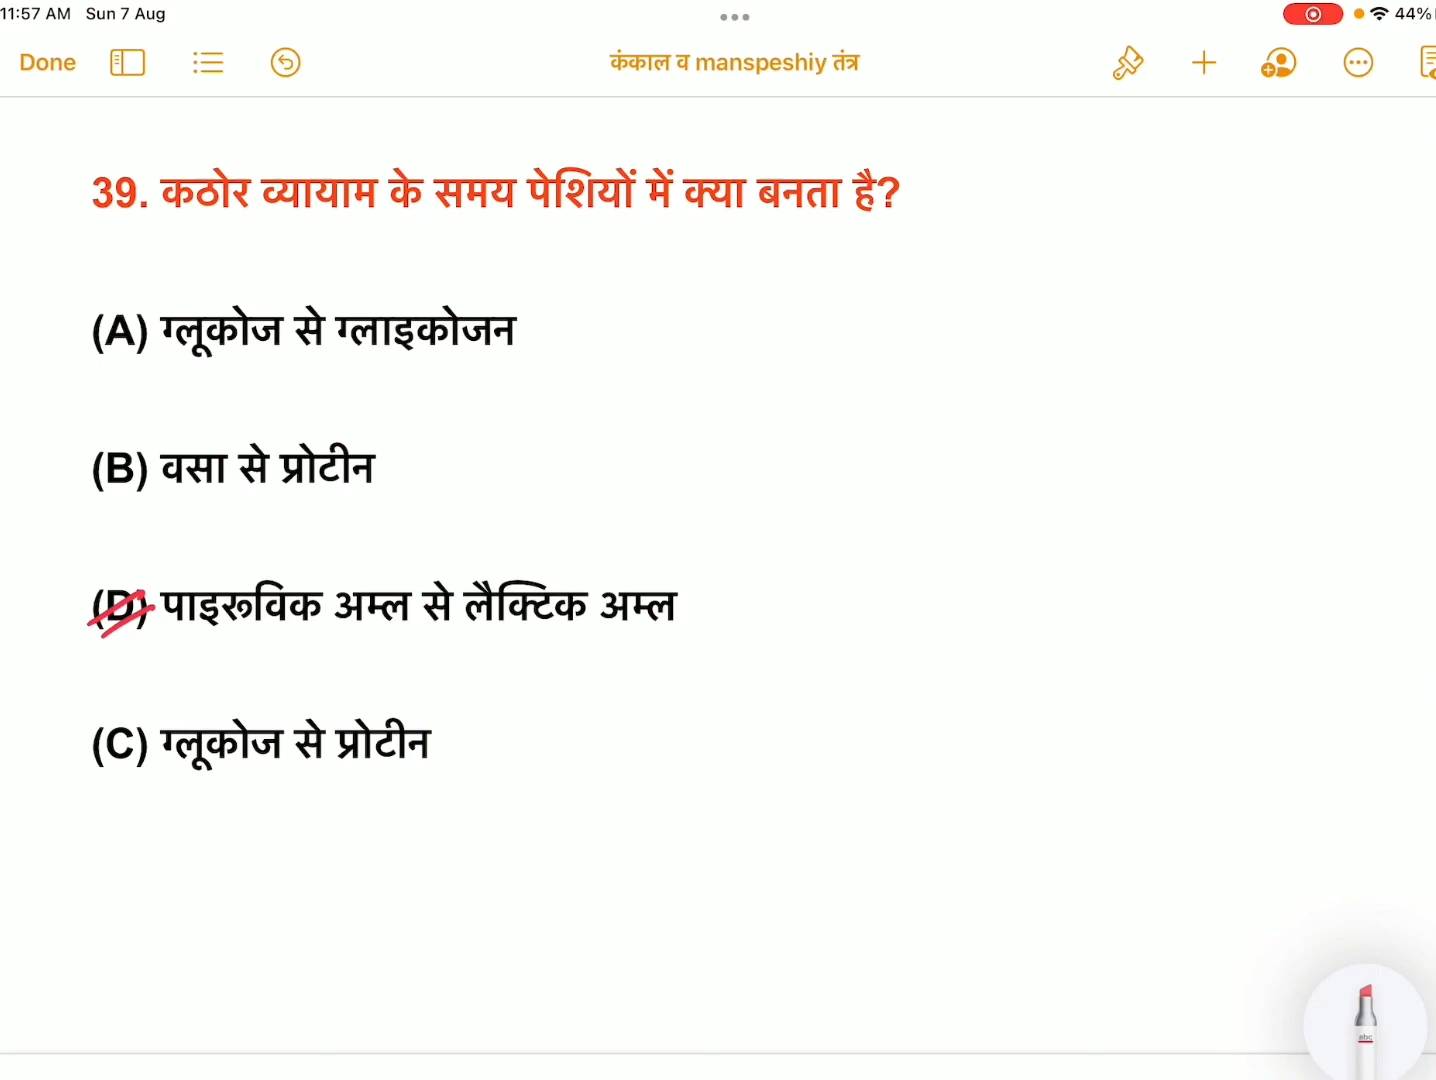 11:57 AM Sun 7 Aug 44%
Done कंकाल व manspeshiy तंत्र
39. कठोर व्यायाम के समय पेशियों में क्या बनता है?
(A) ग्लूकोज से ग्लाइकोजन
(B) वसा से प्रोटीन
(D) पाइरूविक अम्ल से लैक्टिक अम्ल
(C) ग्लूकोज से प्रोटीन
abc